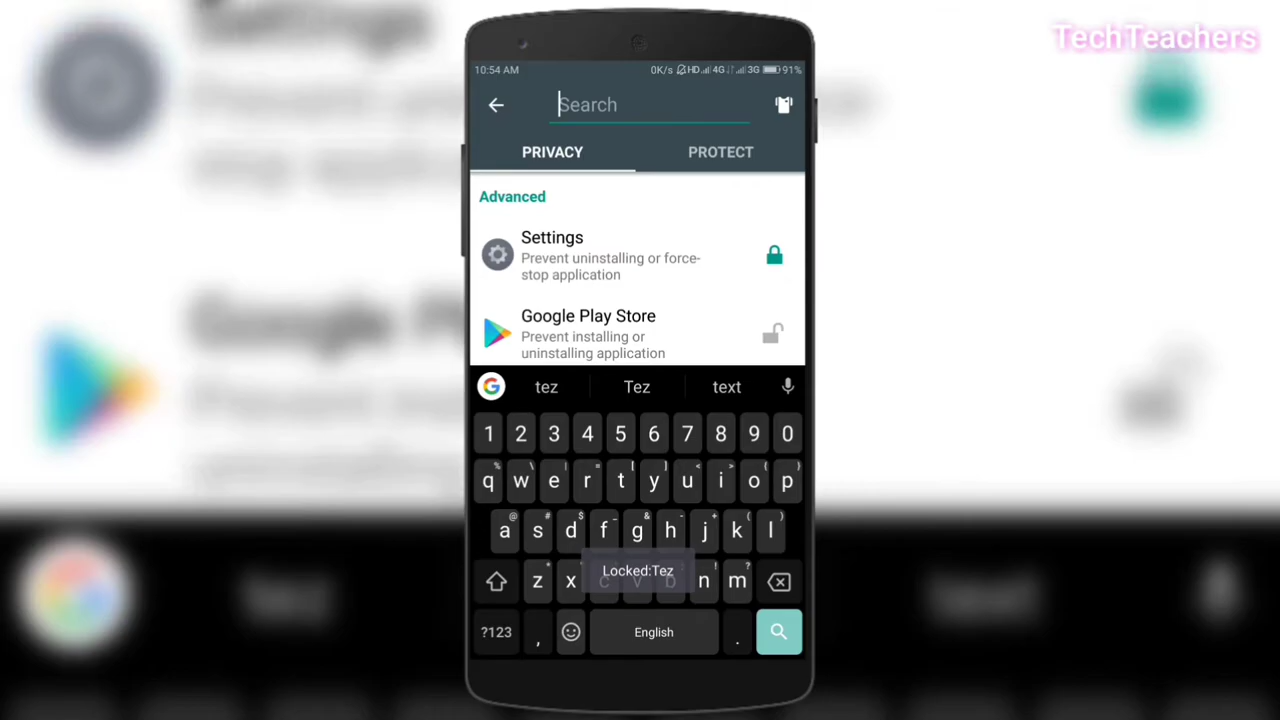 TechTeachers
10:54 AM
0K/s HD 4G 3G 91%
Search
PRIVACY PROTECT
Advanced
Settings
Prevent uninstalling or force-
stop application
Google Play Store
Prevent installing or
uninstalling application
G tez Tez text
1 2 3 4 5 6 7 8 9 0
q w e r t y u i o p
a s d f g h j k l
z x c v b n m
Locked:Tez
?123 , English .